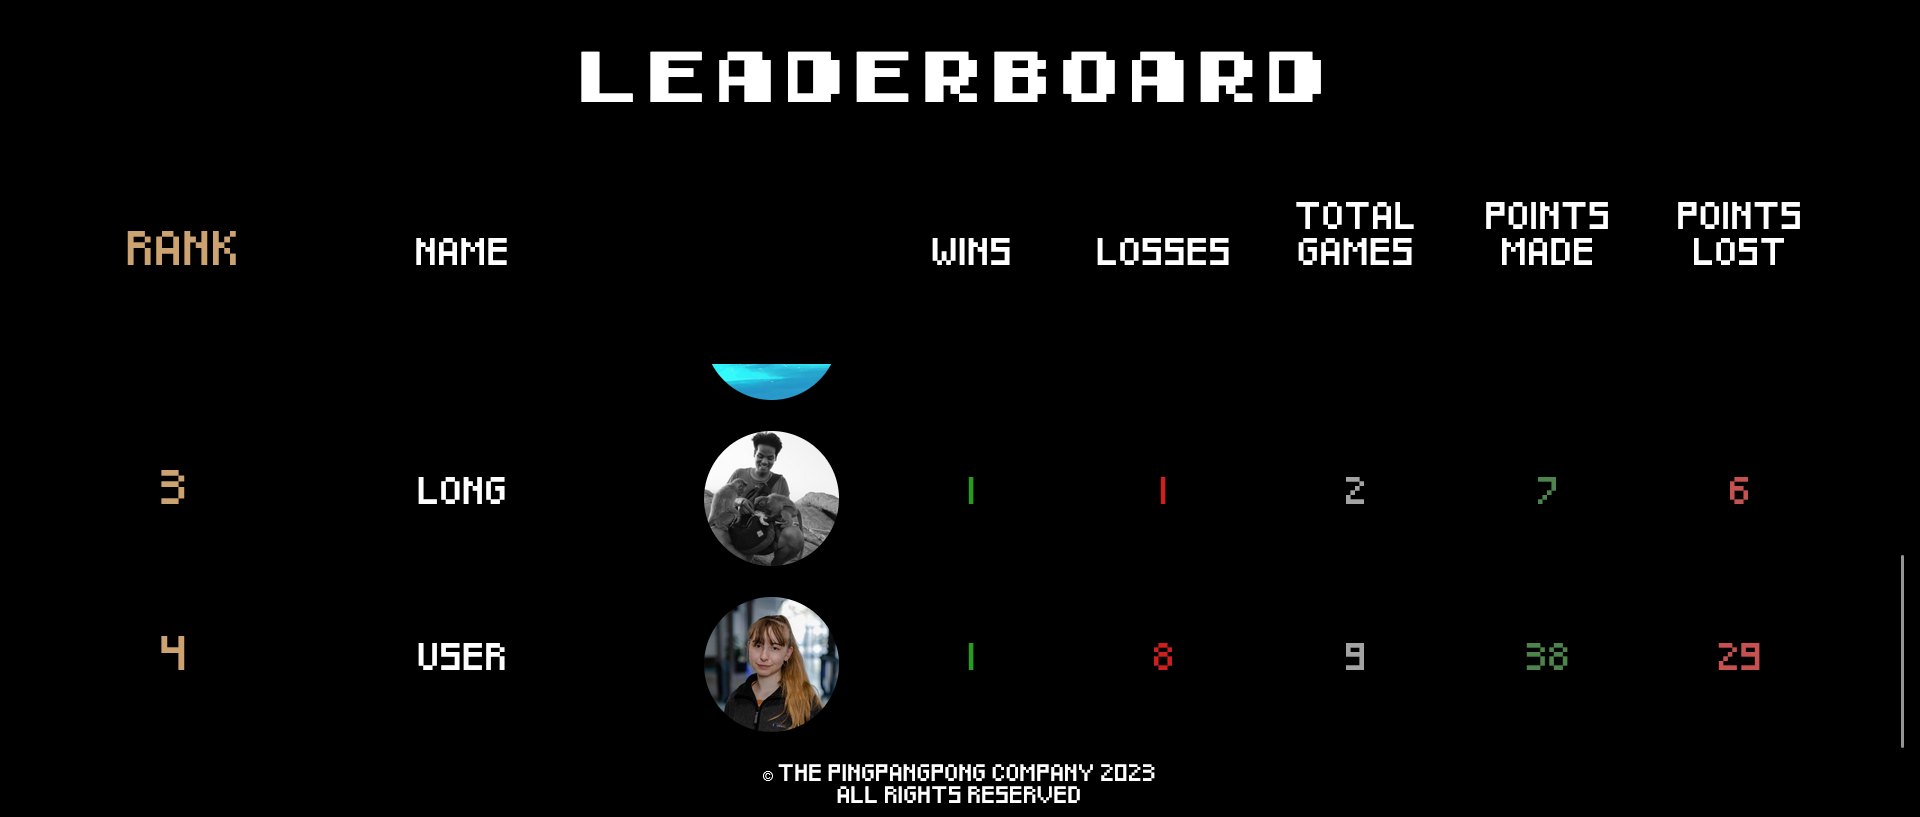 LEADERBOARD
RANK NAME WINS LOSSES TOTAL GAMES POINTS MADE POINTS LOST
3 LONG 1 1 2 7 6
4 USER 1 8 9 38 29
© THE PINGPANGPONG COMPANY 2023
ALL RIGHTS RESERVED